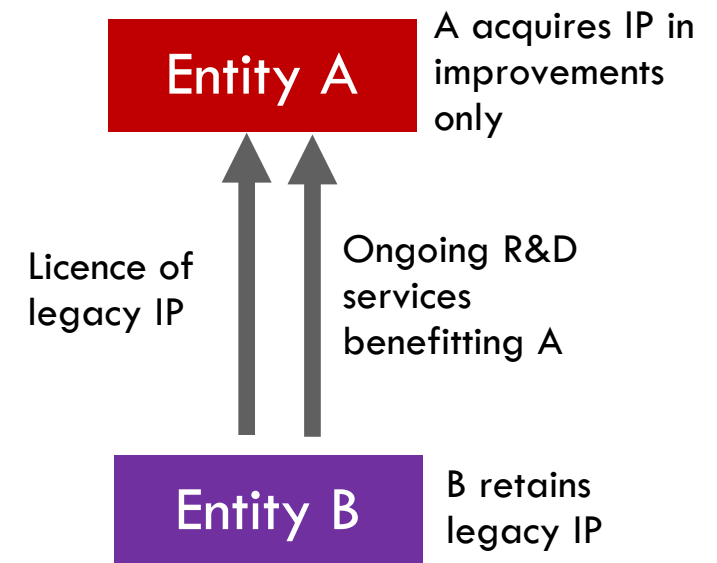 Entity A
A acquires IP in
improvements
only
Licence of
legacy IP
Ongoing R&D
services
benefitting A
Entity B
B retains
legacy IP